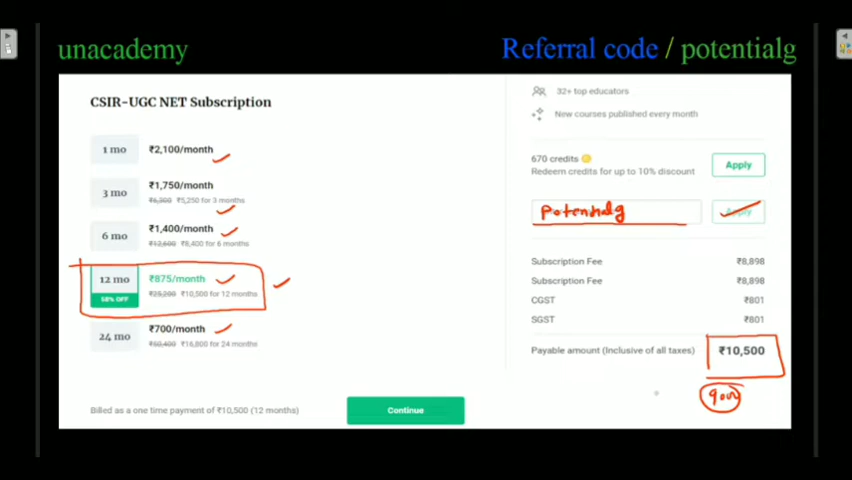 unacademy
Referral code / potentialg
CSIR-UGC NET Subscription
1 mo ₹2,100/month
3 mo ₹1,750/month
₹6,300 ₹5,250 for 3 months
6 mo ₹1,400/month
₹12,600 ₹8,400 for 6 months
12 mo ₹875/month
58% OFF ₹25,200 ₹10,500 for 12 months
24 mo ₹700/month
₹50,400 ₹16,800 for 24 months
Billed as a one time payment of ₹10,500 (12 months)
Continue
32+ top educators
New courses published every month
670 credits
Redeem credits for up to 10% discount
Apply
Potentialg
Apply
Subscription Fee ₹8,898
Subscription Fee ₹8,898
CGST ₹801
SGST ₹801
Payable amount (Inclusive of all taxes) ₹10,500